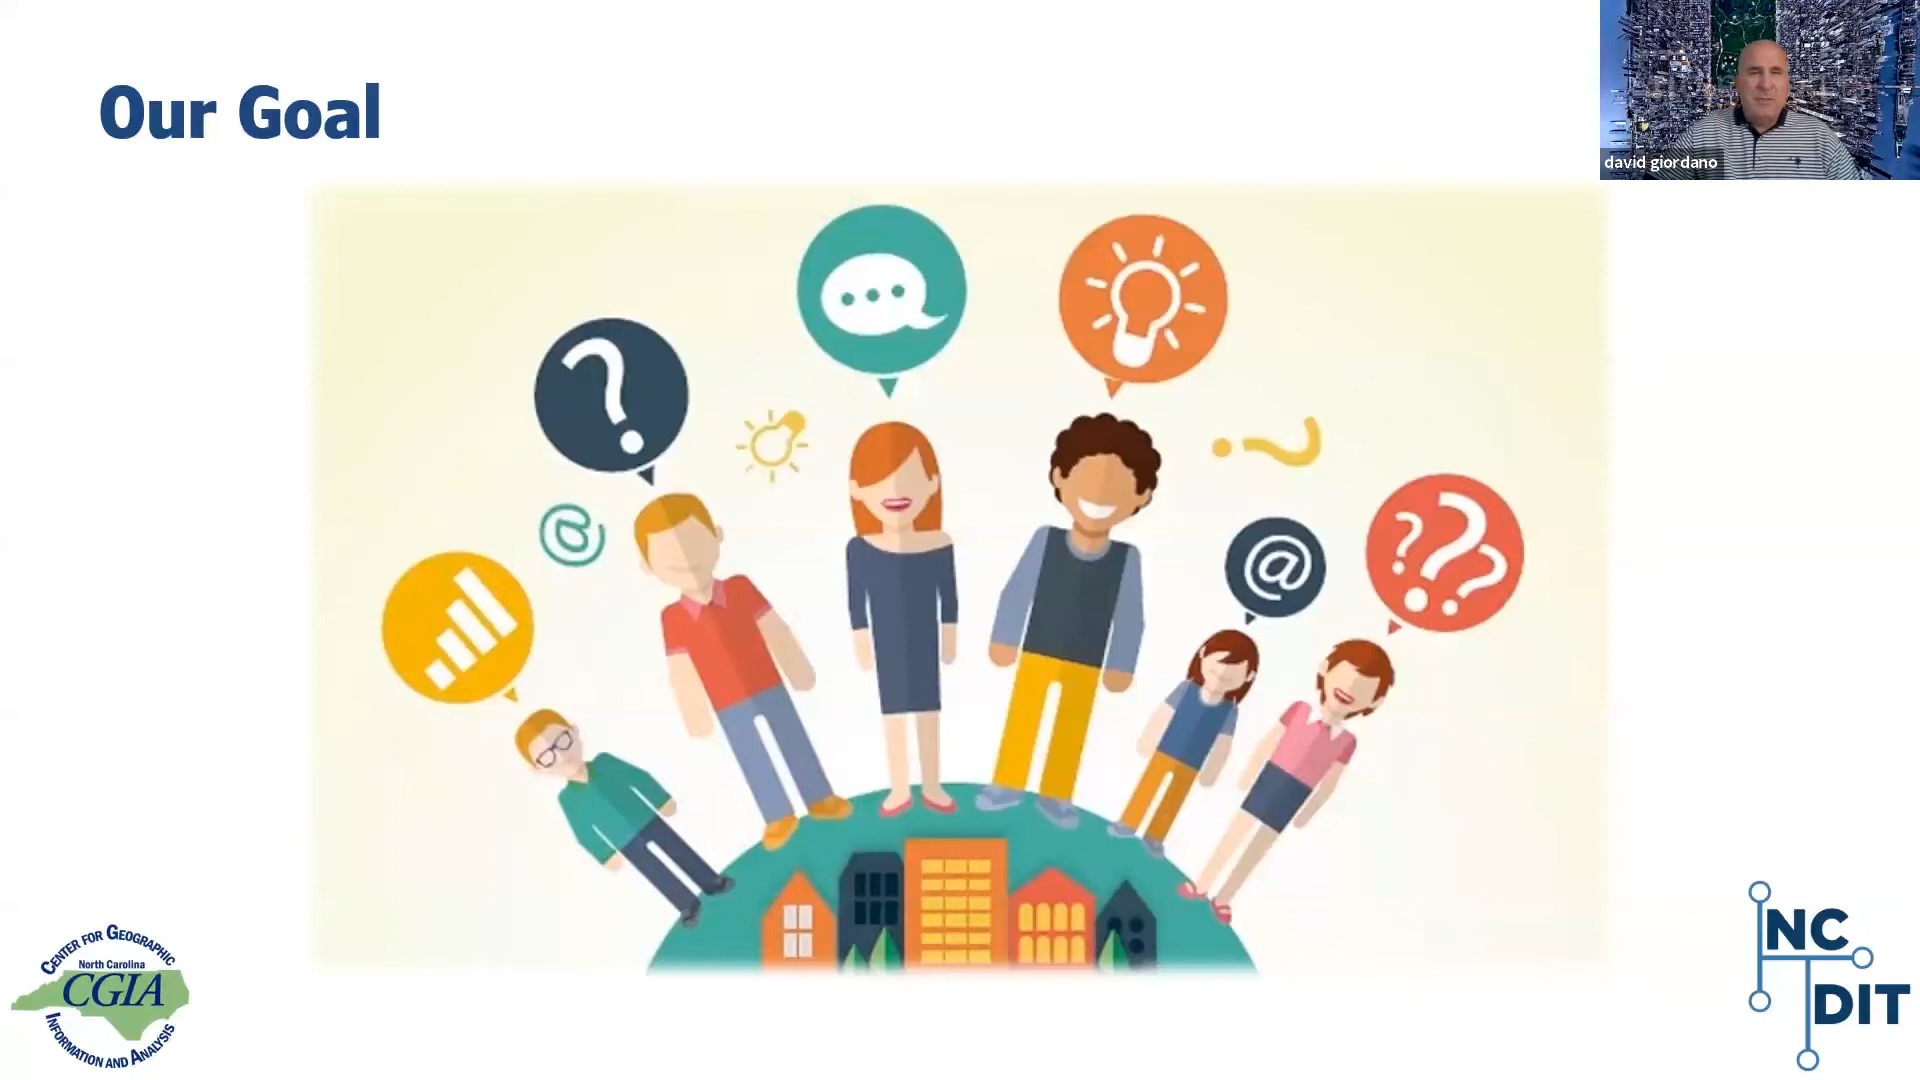 Our Goal
david giordano
?
@
?
@
???
CENTER FOR GEOGRAPHIC
North Carolina
CGIA
INFORMATION AND ANALYSIS
NC
DIT